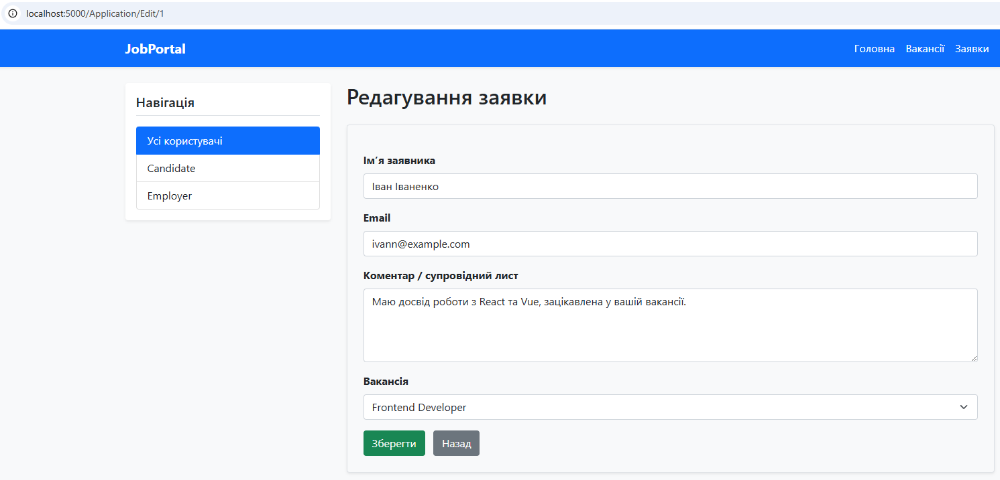 localhost:5000/Application/Edit/1
JobPortal
Головна Вакансії Заявки
Навігація
Усі користувачі
Candidate
Employer
Редагування заявки
Ім’я заявника
Іван Іваненко
Email
ivann@example.com
Коментар / супровідний лист
Маю досвід роботи з React та Vue, зацікавлена у вашій вакансії.
Вакансія
Frontend Developer
Зберегти Назад